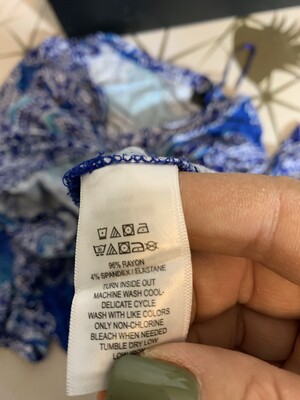 96% RAYON
4% SPANDEX / ELASTANE
TURN INSIDE OUT
MACHINE WASH COOL-
DELICATE CYCLE
WASH WITH LIKE COLORS
ONLY NON-CHLORINE
BLEACH WHEN NEEDED
TUMBLE DRY LOW
LOW